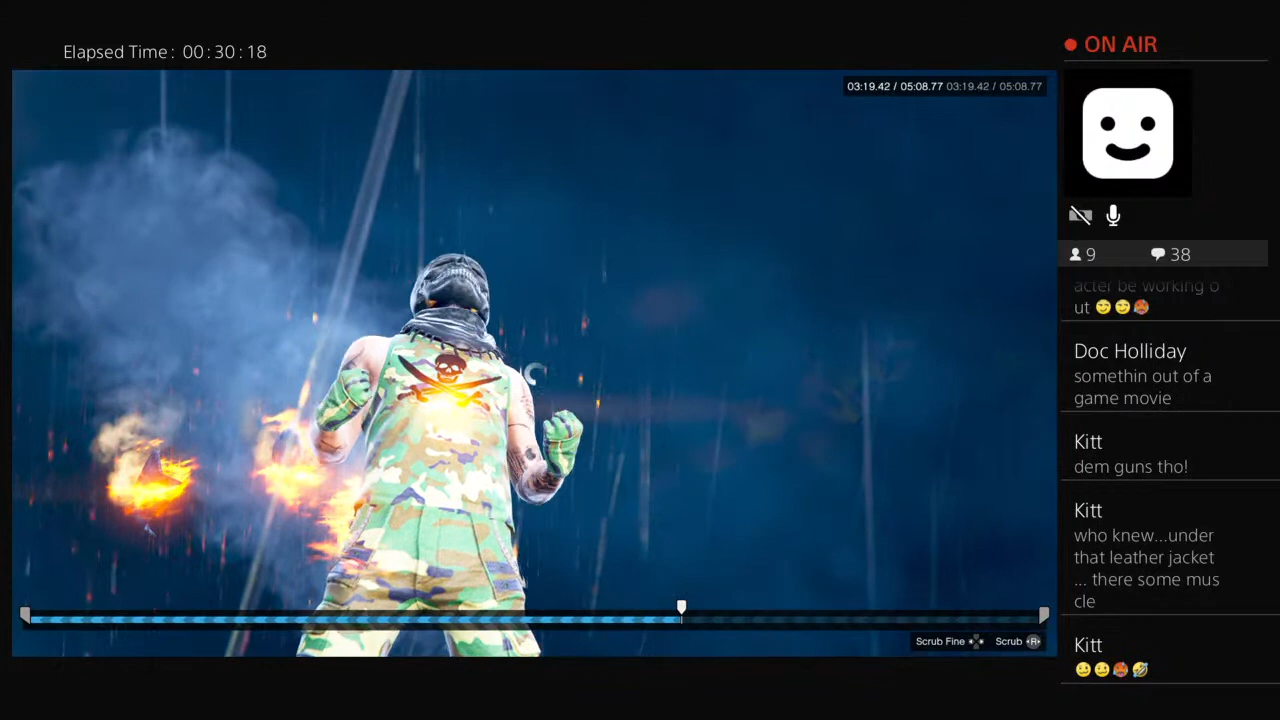 Elapsed Time: 00:30:18
ON AIR
03:19.42 / 05:08.77 03:19.42 / 05:08.77
9
38
acter be working o
ut 😏😏🥵
Doc Holliday
somethin out of a
game movie
Kitt
dem guns tho!
Kitt
who knew...under
that leather jacket
... there some mus
cle
Kitt
🥴🥴🥵🤣
Scrub Fine
Scrub R